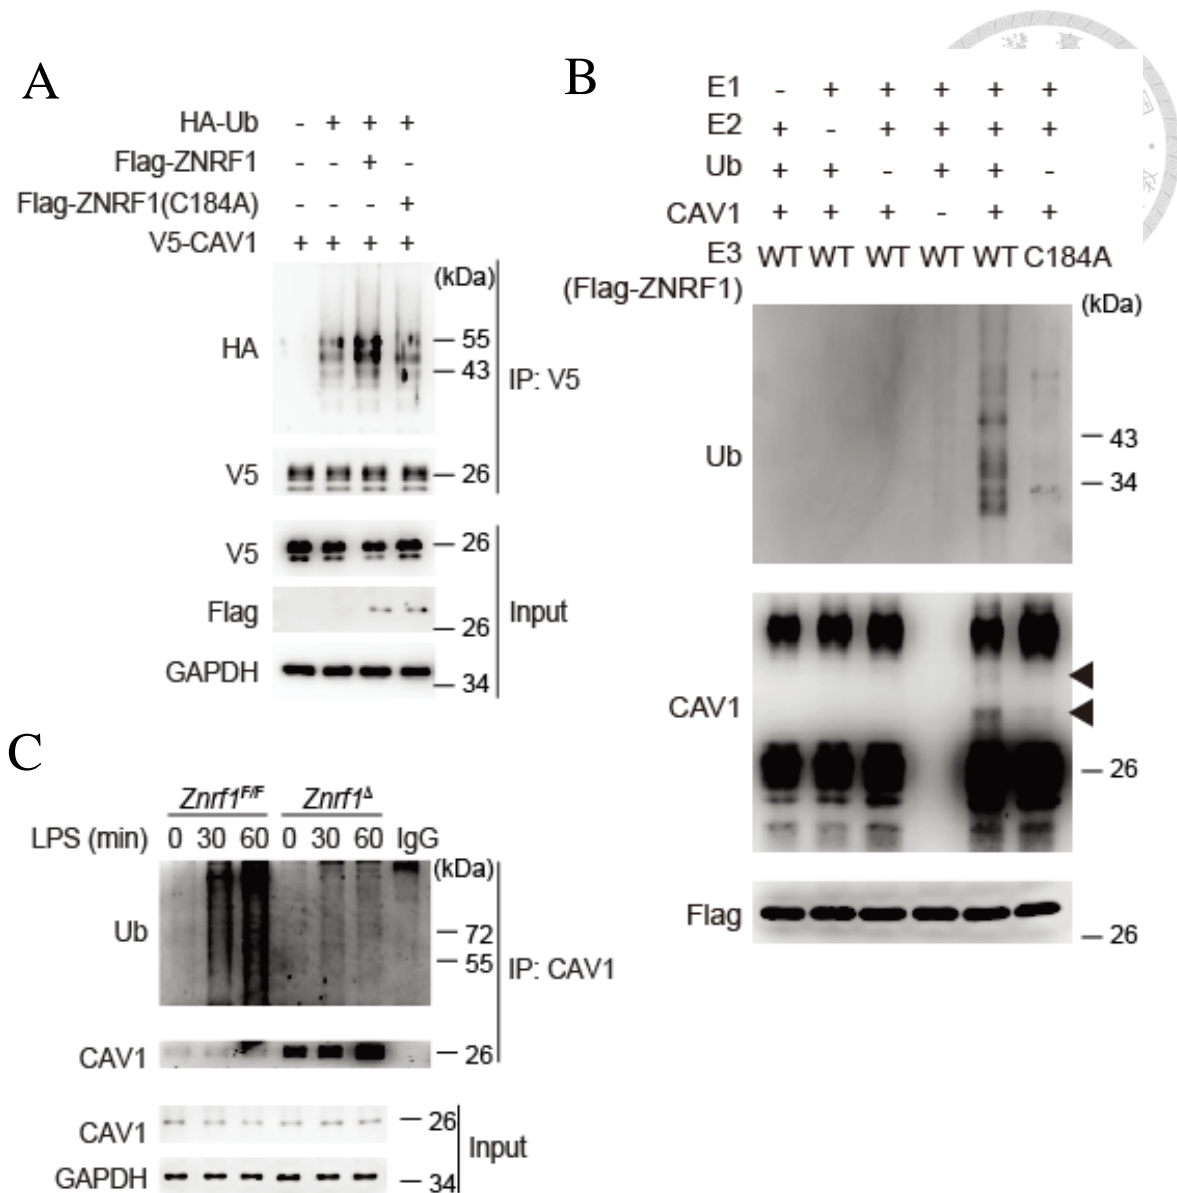 A
HA-Ub - + + +
Flag-ZNRF1 - - + -
Flag-ZNRF1(C184A) - - - +
V5-CAV1 + + + +
(kDa)
HA
55
43
IP: V5
V5
26
V5
26
Flag
26
Input
GAPDH
34
B
E1 - + + + + +
E2 + - + + + +
Ub + + - + + -
CAV1 + + + - + +
E3 WT WT WT WT WT C184A
(Flag-ZNRF1)
(kDa)
Ub
43
34
CAV1
26
Flag
26
C
Znrf1F/F Znrf1Δ
LPS (min) 0 30 60 0 30 60 IgG
(kDa)
Ub
72
55
IP: CAV1
CAV1
26
CAV1
26
Input
GAPDH
34